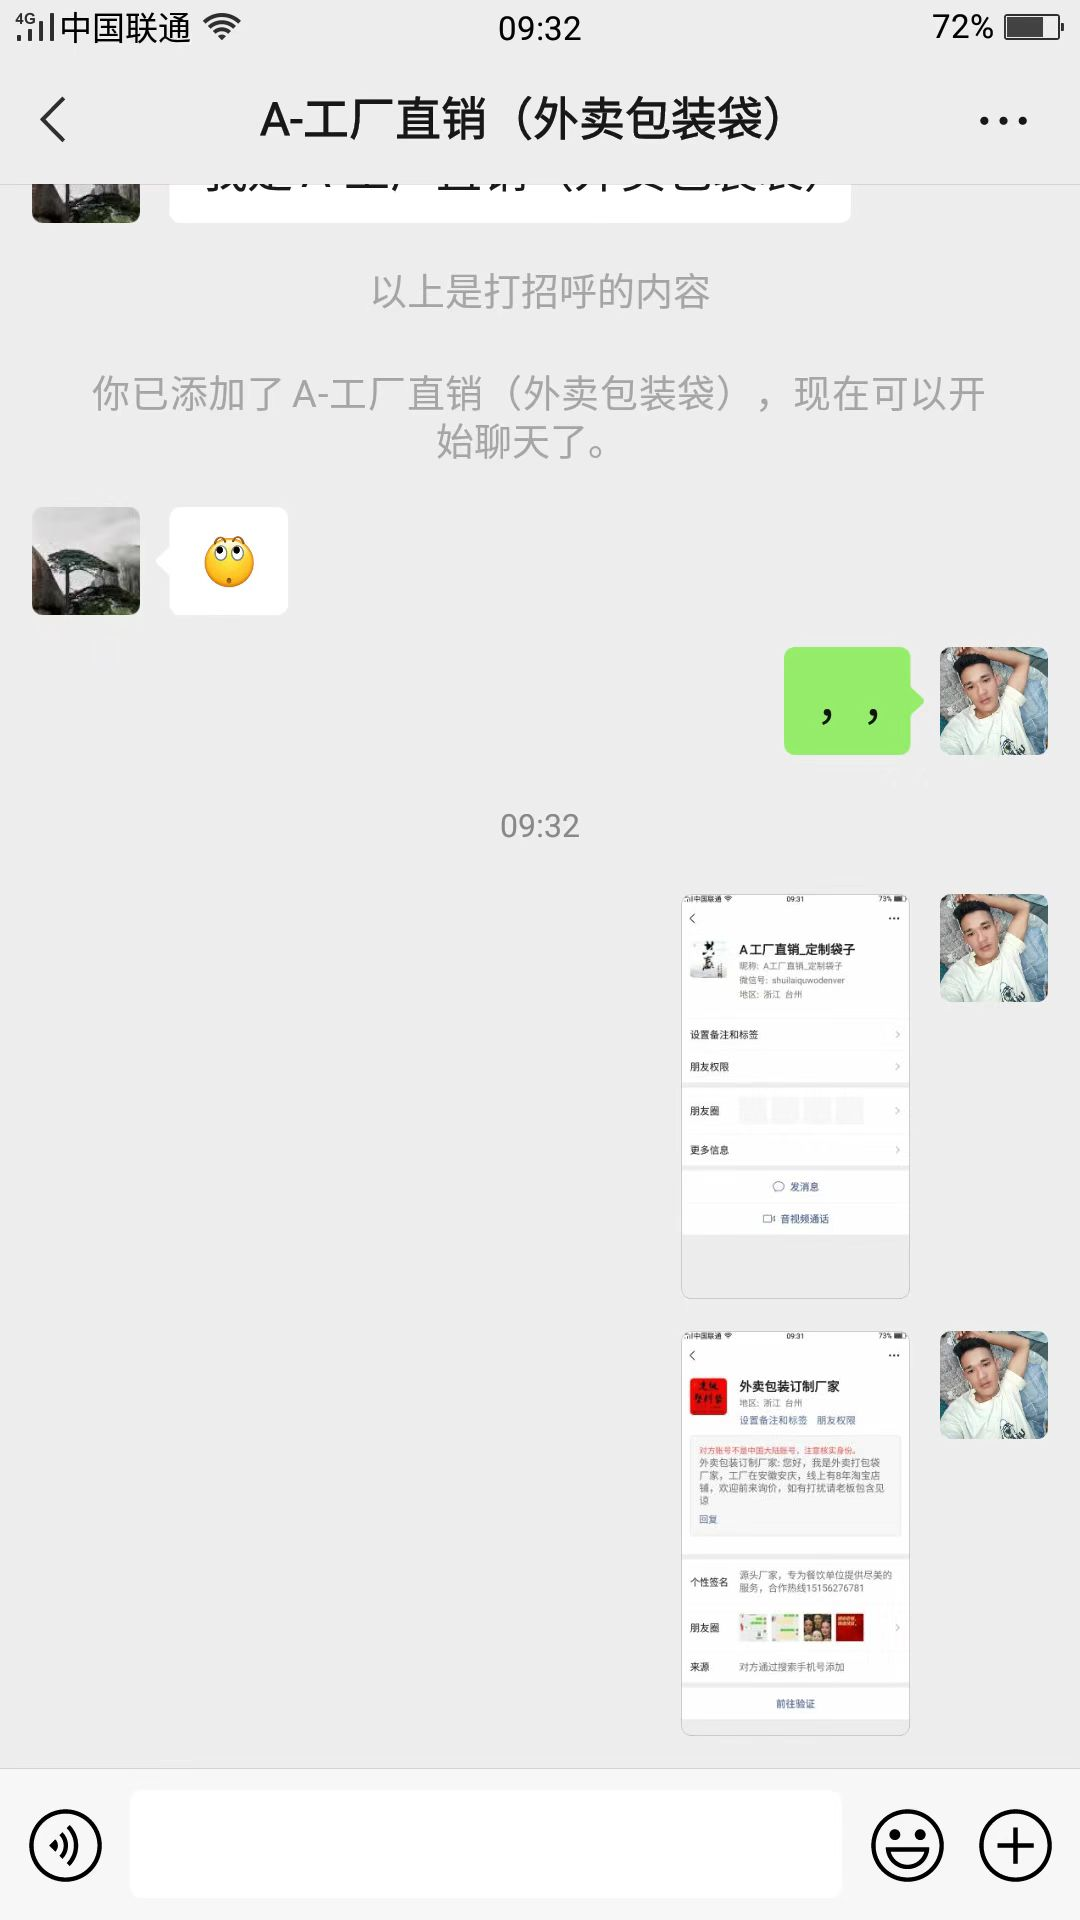 4G 中国联通 09:32 72%
A-工厂直销（外卖包装袋）
我是 A-工厂直销（外卖包装袋）
以上是打招呼的内容
你已添加了 A-工厂直销（外卖包装袋），现在可以开
始聊天了。
，，
09:32
中国联通 09:31 73%
A工厂直销_定制袋子
昵称: A工厂直销_定制袋子
微信号: shuilaiquwodenver
地区: 浙江 台州
设置备注和标签
朋友权限
朋友圈
更多信息
发消息
音视频通话
中国联通 09:31 73%
外卖包装订制厂家
地区: 浙江 台州
设置备注和标签 朋友权限
对方账号不是中国大陆账号，注意核实身份。
外卖包装订制厂家: 您好，我是外卖打包袋
厂家，工厂在安徽安庆，线上有8年淘宝店
铺，欢迎前来询价，如有打扰请老板包含见
谅
回复
个性签名 源头厂家，专为餐饮单位提供尽美的
服务，合作热线15156276781
朋友圈
来源 对方通过搜索手机号添加
前往验证